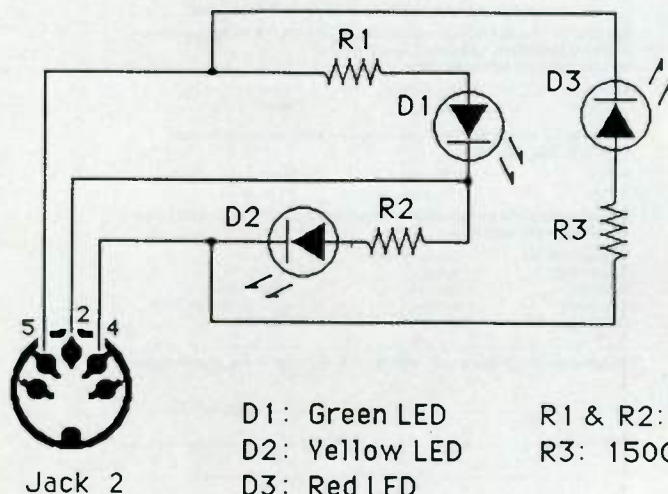 R1
D3
D1
D2
R2
R3
5 2 4
D1: Green LED R1 & R2:
D2: Yellow LED R3:
Jack 2 D3: Red LED